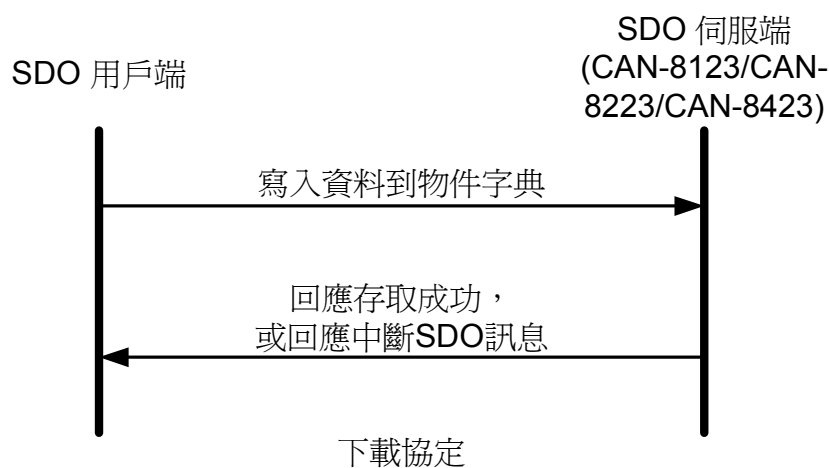 SDO 用戶端
SDO 伺服端
(CAN-8123/CAN-
8223/CAN-8423)
寫入資料到物件字典
回應存取成功，
或回應中斷SDO訊息
下載協定